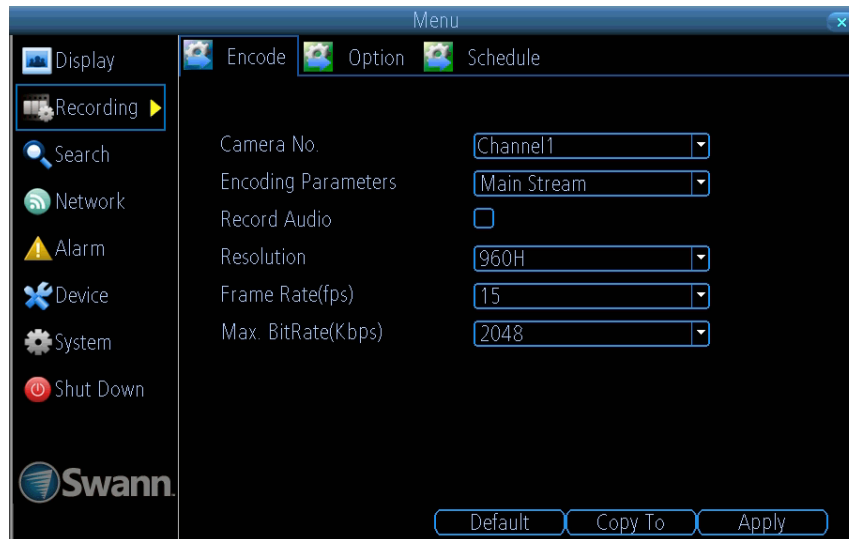 Menu
Display
Recording
Search
Network
Alarm
Device
System
Shut Down
Swann.
Encode
Option
Schedule
Camera No.
Channel1
Encoding Parameters
Main Stream
Record Audio
Resolution
960H
Frame Rate(fps)
15
Max. BitRate(Kbps)
2048
Default
Copy To
Apply